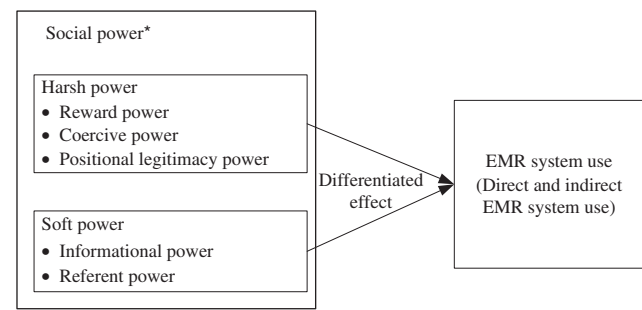 Social power*
Harsh power
• Reward power
• Coercive power
• Positional legitimacy power
Soft power
• Informational power
• Referent power
Differentiated
effect
EMR system use
(Direct and indirect
EMR system use)